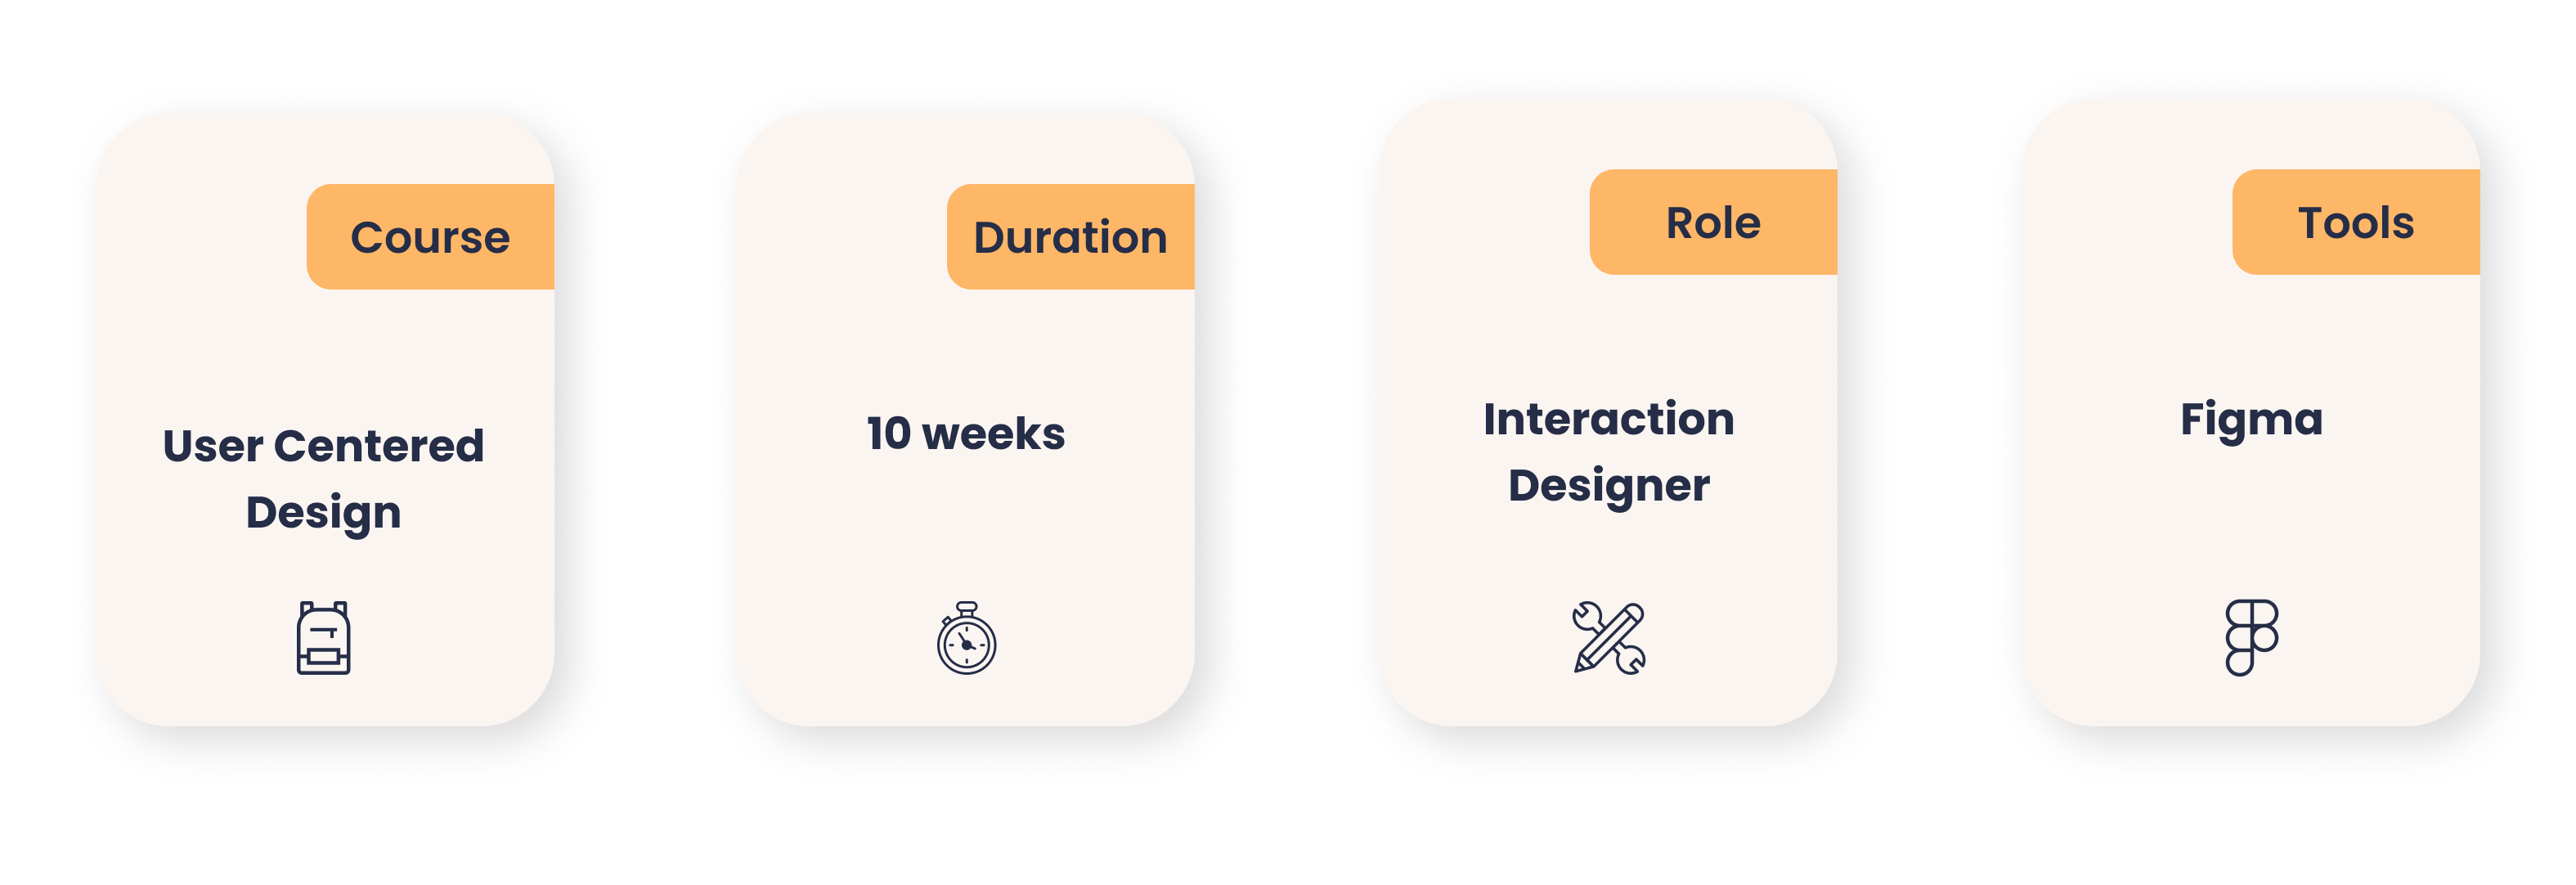 Course
User Centered
Design
Duration
10 weeks
Role
Interaction
Designer
Tools
Figma